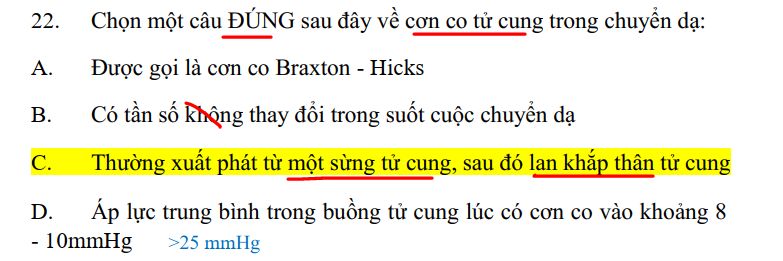 22. Chọn một câu ĐÚNG sau đây về cơn co tử cung trong chuyển dạ:
A. Được gọi là cơn co Braxton - Hicks
B. Có tần số không thay đổi trong suốt cuộc chuyển dạ
C. Thường xuất phát từ một sừng tử cung, sau đó lan khắp thân tử cung
D. Áp lực trung bình trong buồng tử cung lúc có cơn co vào khoảng 8
- 10mmHg >25 mmHg